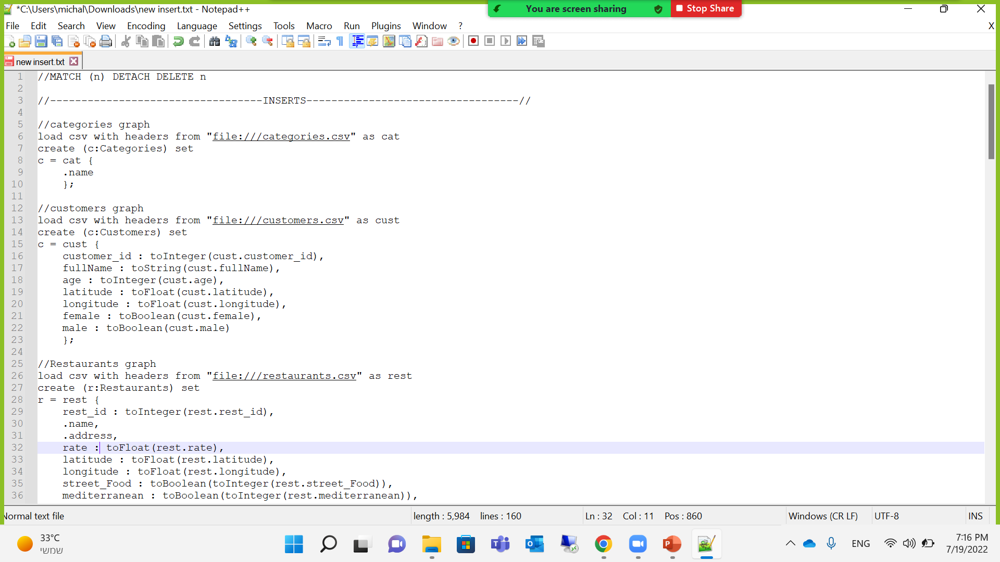 *C:\Users\michal\Downloads\new insert.txt - Notepad++
You are screen sharing
Stop Share
File Edit Search View Encoding Language Settings Tools Macro Run Plugins Window ? X
new insert.txt
1 //MATCH (n) DETACH DELETE n
2
3 //----------------------------------INSERTS----------------------------------//
4
5 //categories graph
6 load csv with headers from "file:///categories.csv" as cat
7 create (c:Categories) set
8 c = cat {
9     .name
10     };
11
12 //customers graph
13 load csv with headers from "file:///customers.csv" as cust
14 create (c:Customers) set
15 c = cust {
16     customer_id : toInteger(cust.customer_id),
17     fullName : toString(cust.fullName),
18     age : toInteger(cust.age),
19     latitude : toFloat(cust.latitude),
20     longitude : toFloat(cust.longitude),
21     female : toBoolean(cust.female),
22     male : toBoolean(cust.male)
23     };
24
25 //Restaurants graph
26 load csv with headers from "file:///restaurants.csv" as rest
27 create (r:Restaurants) set
28 r = rest {
29     rest_id : toInteger(rest.rest_id),
30     .name,
31     .address,
32     rate : toFloat(rest.rate),
33     latitude : toFloat(rest.latitude),
34     longitude : toFloat(rest.longitude),
35     street_Food : toBoolean(toInteger(rest.street_Food)),
36     mediterranean : toBoolean(toInteger(rest.mediterranean)),
Normal text file length : 5,984 lines : 160 Ln : 32 Col : 11 Pos : 860 Windows (CR LF) UTF-8 INS
33°C
שמשי
ENG
7:16 PM
7/19/2022